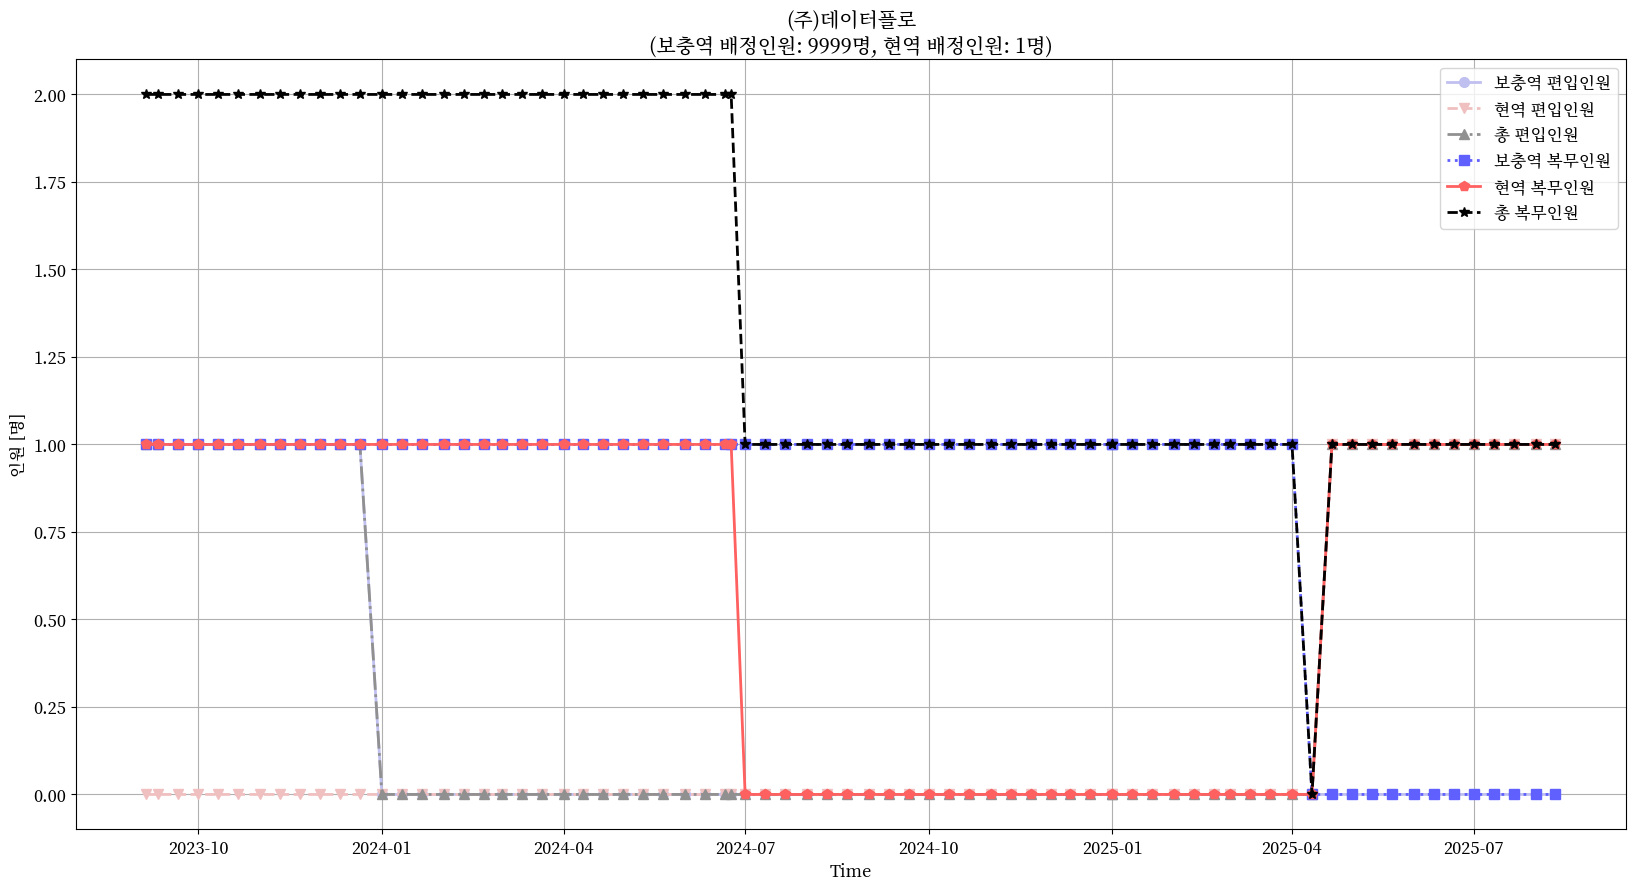 (주)데이터플로
(보충역 배정인원: 9999명, 현역 배정인원: 1명)
보충역 편입인원
현역 편입인원
총 편입인원
보충역 복무인원
현역 복무인원
총 복무인원
2.00
1.75
1.50
1.25
1.00
0.75
0.50
0.25
0.00
인원 [명]
2023-10
2024-01
2024-04
2024-07
2024-10
2025-01
2025-04
2025-07
Time